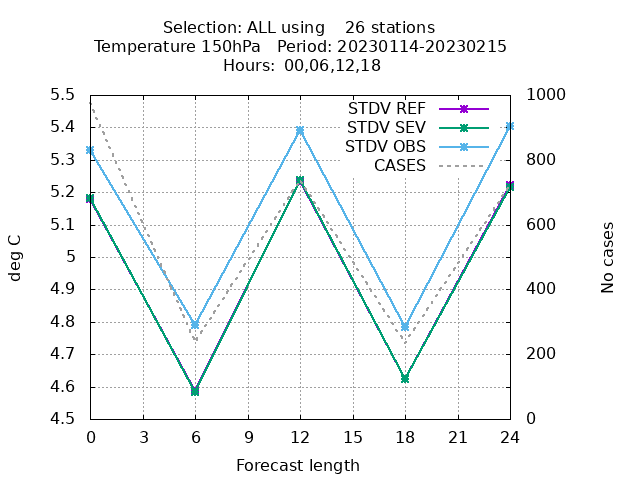 Selection: ALL using    26 stations
Temperature 150hPa   Period: 20230114-20230215
Hours: 00,06,12,18
STDV REF
STDV SEV
STDV OBS
CASES
deg C
5.5
5.4
5.3
5.2
5.1
5
4.9
4.8
4.7
4.6
4.5
1000
800
600
400
200
0
No cases
0 3 6 9 12 15 18 21 24
Forecast length